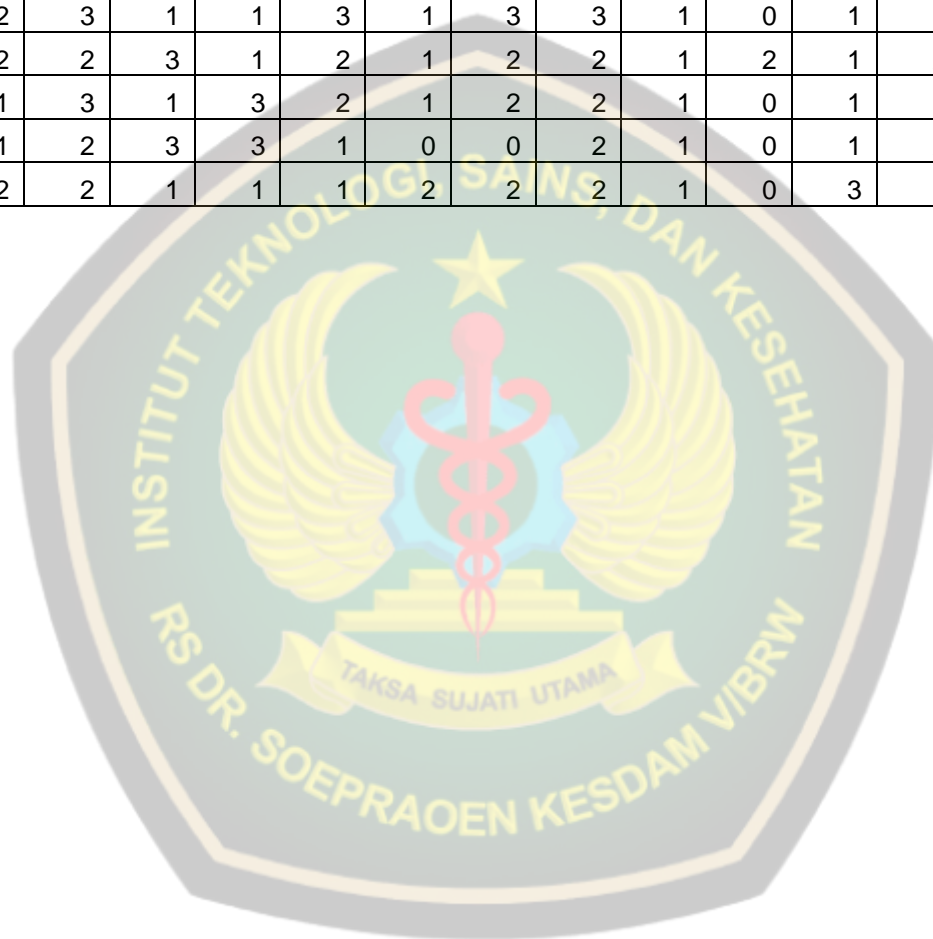 2 3 1 1 3 1 3 3 1 0 1
2 2 3 1 2 1 2 2 1 2 1
1 3 1 3 2 1 2 2 1 0 1
1 2 3 3 1 0 0 2 1 0 1
2 2 1 1 1 2 2 2 1 0 3
INSTITUT TEKNOLOGI, SAINS, DAN KESEHATAN
TAKSA SUJATI UTAMA
RS DR. SOEPRAOEN KESDAM V/BRW